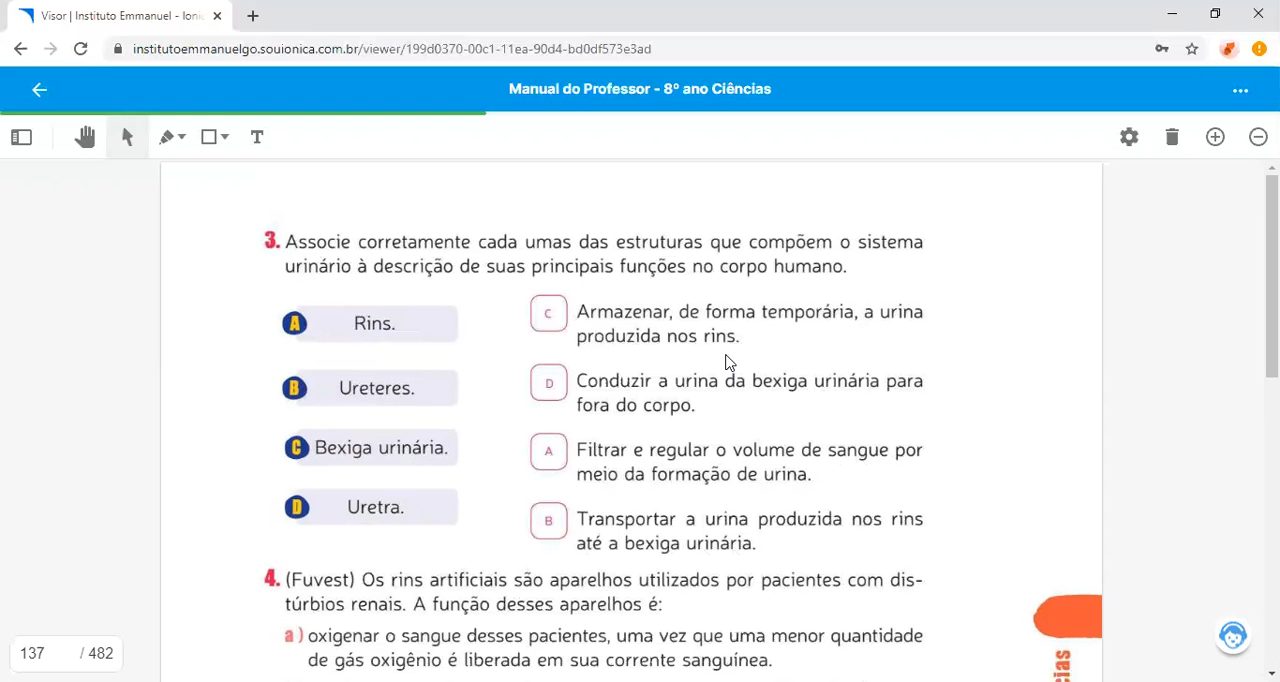 Visor | Instituto Emmanuel - Ioni
institutoemmanuelgo.souionica.com.br/viewer/199d0370-00c1-11ea-90d4-bd0df573e3ad
Manual do Professor - 8º ano Ciências
T
3. Associe corretamente cada umas das estruturas que compõem o sistema
urinário à descrição de suas principais funções no corpo humano.
A Rins.
B Ureteres.
C Bexiga urinária.
D Uretra.
C Armazenar, de forma temporária, a urina
produzida nos rins.
D Conduzir a urina da bexiga urinária para
fora do corpo.
A Filtrar e regular o volume de sangue por
meio da formação de urina.
B Transportar a urina produzida nos rins
até a bexiga urinária.
4. (Fuvest) Os rins artificiais são aparelhos utilizados por pacientes com dis-
túrbios renais. A função desses aparelhos é:
a) oxigenar o sangue desses pacientes, uma vez que uma menor quantidade
de gás oxigênio é liberada em sua corrente sanguínea.
cias
137 / 482